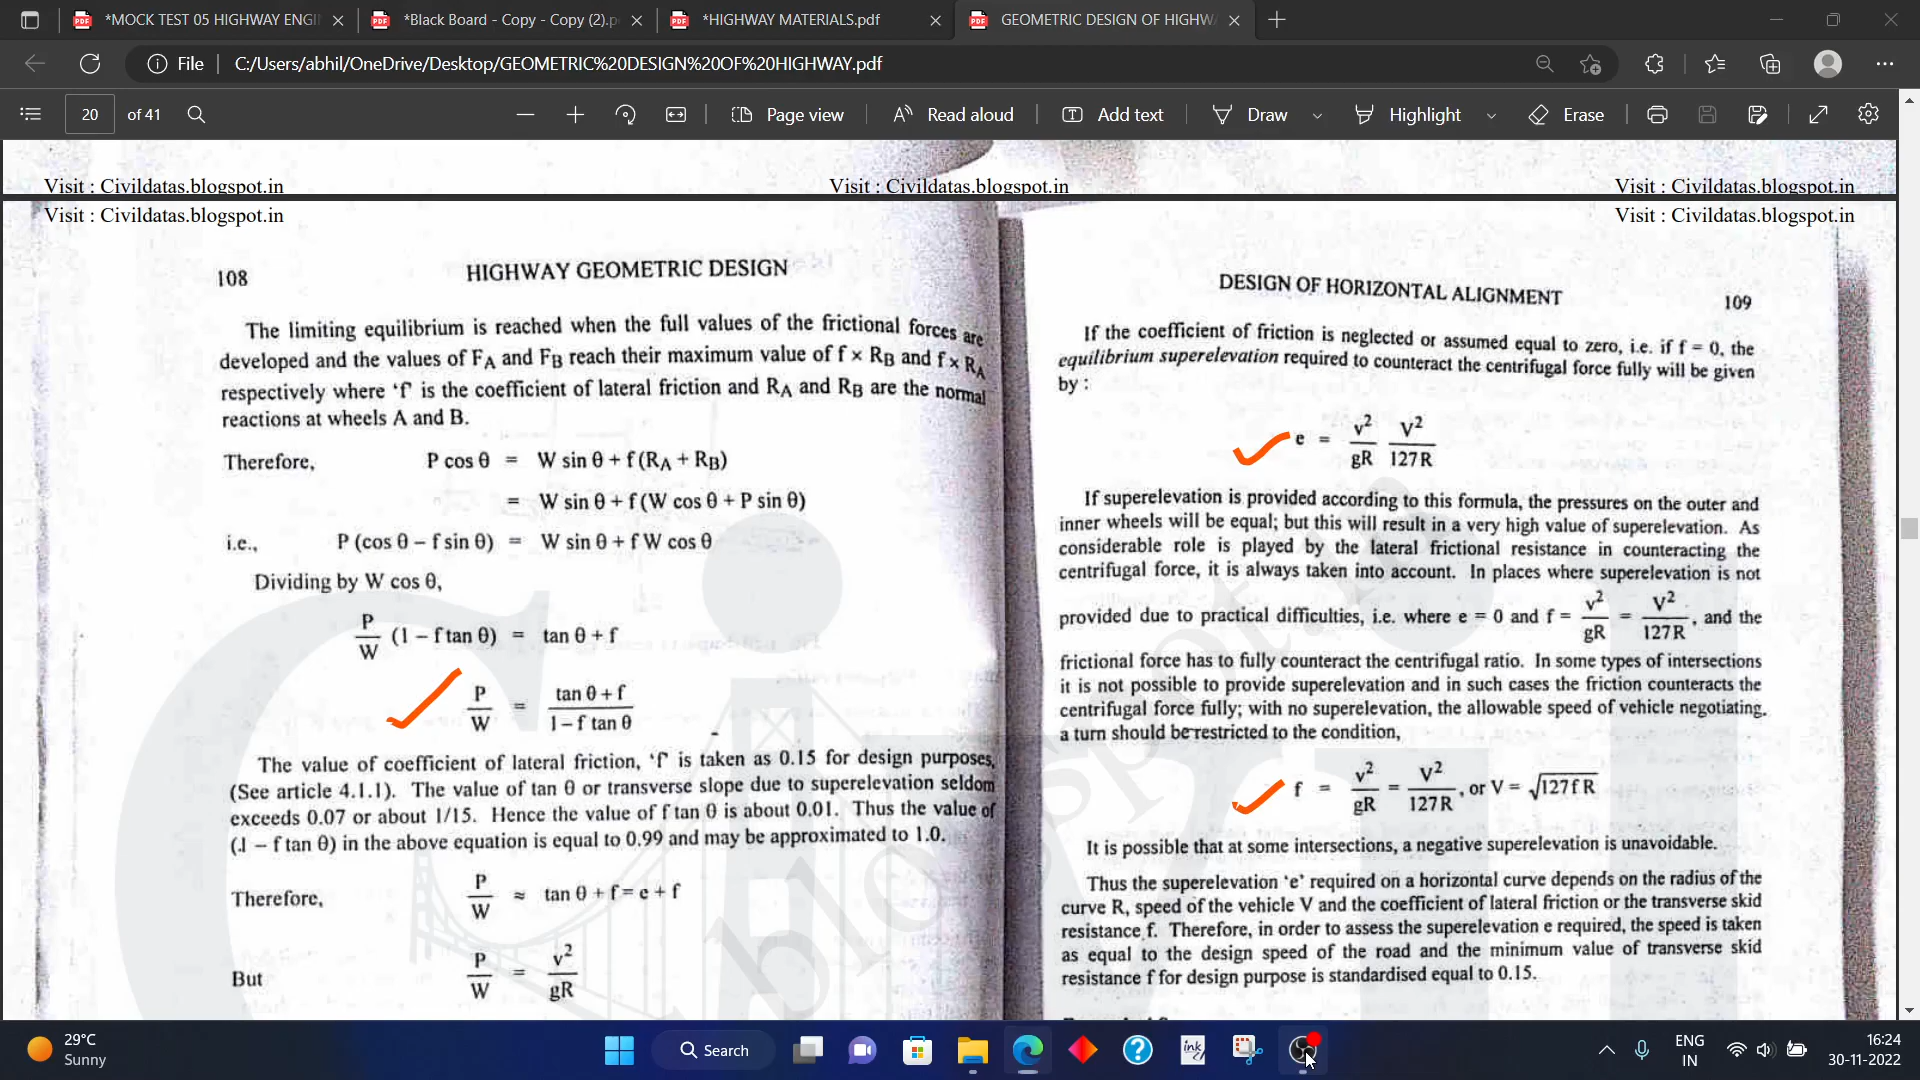 *MOCK TEST 05 HIGHWAY ENGI
*Black Board - Copy - Copy (2).p
*HIGHWAY MATERIALS.pdf
GEOMETRIC DESIGN OF HIGHW
File
C:/Users/abhil/OneDrive/Desktop/GEOMETRIC%20DESIGN%20OF%20HIGHWAY.pdf
20 of 41
Page view
Read aloud
Add text
Draw
Highlight
Erase
Visit : Civildatas.blogspot.in
Visit : Civildatas.blogspot.in
Visit : Civildatas.blogspot.in
Visit : Civildatas.blogspot.in
Visit : Civildatas.blogspot.in
108 HIGHWAY GEOMETRIC DESIGN
The limiting equilibrium is reached when the full values of the frictional forces are
developed and the values of FA and FB reach their maximum value of f × RB and f × RA
respectively where 'f' is the coefficient of lateral friction and RA and RB are the normal
reactions at wheels A and B.
Therefore, P cos θ = W sin θ + f (RA + RB)
= W sin θ + f (W cos θ + P sin θ)
i.e., P (cos θ – f sin θ) = W sin θ + f W cos θ
Dividing by W cos θ,
P/W (1 – f tan θ) = tan θ + f
P/W = (tan θ + f)/(1 – f tan θ)
The value of coefficient of lateral friction, 'f' is taken as 0.15 for design purposes,
(See article 4.1.1). The value of tan θ or transverse slope due to superelevation seldom
exceeds 0.07 or about 1/15. Hence the value of f tan θ is about 0.01. Thus the value of
(.1 – f tan θ) in the above equation is equal to 0.99 and may be approximated to 1.0.
Therefore, P/W ≈ tan θ + f = e + f
But P/W = v²/gR
DESIGN OF HORIZONTAL ALIGNMENT 109
If the coefficient of friction is neglected or assumed equal to zero, i.e. if f = 0, the
equilibrium superelevation required to counteract the centrifugal force fully will be given
by :
e = v²/gR V²/127R
If superelevation is provided according to this formula, the pressures on the outer and
inner wheels will be equal; but this will result in a very high value of superelevation. As
considerable role is played by the lateral frictional resistance in counteracting the
centrifugal force, it is always taken into account. In places where superelevation is not
provided due to practical difficulties, i.e. where e = 0 and f = v²/gR = V²/127R, and the
frictional force has to fully counteract the centrifugal ratio. In some types of intersections
it is not possible to provide superelevation and in such cases the friction counteracts the
centrifugal force fully; with no superelevation, the allowable speed of vehicle negotiating
a turn should be restricted to the condition,
f = v²/gR = V²/127R, or V = √127 f R
It is possible that at some intersections, a negative superelevation is unavoidable.
Thus the superelevation 'e' required on a horizontal curve depends on the radius of the
curve R, speed of the vehicle V and the coefficient of lateral friction or the transverse skid
resistance f. Therefore, in order to assess the superelevation e required, the speed is taken
as equal to the design speed of the road and the minimum value of transverse skid
resistance f for design purpose is standardised equal to 0.15.
blogspot.in
29°C
Sunny
Search
ink
ENG
IN
16:24
30-11-2022